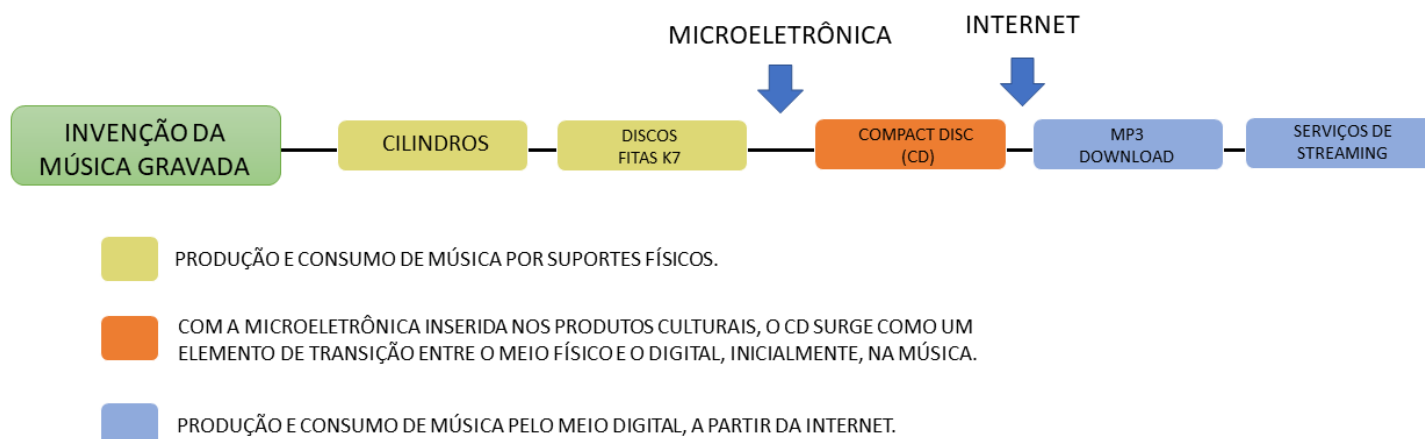 MICROELETRÔNICA
INTERNET
INVENÇÃO DA
MÚSICA GRAVADA
CILINDROS
DISCOS
FITAS K7
COMPACT DISC
(CD)
MP3
DOWNLOAD
SERVIÇOS DE
STREAMING
PRODUÇÃO E CONSUMO DE MÚSICA POR SUPORTES FÍSICOS.
COM A MICROELETRÔNICA INSERIDA NOS PRODUTOS CULTURAIS, O CD SURGE COMO UM
ELEMENTO DE TRANSIÇÃO ENTRE O MEIO FÍSICO E O DIGITAL, INICIALMENTE, NA MÚSICA.
PRODUÇÃO E CONSUMO DE MÚSICA PELO MEIO DIGITAL, A PARTIR DA INTERNET.